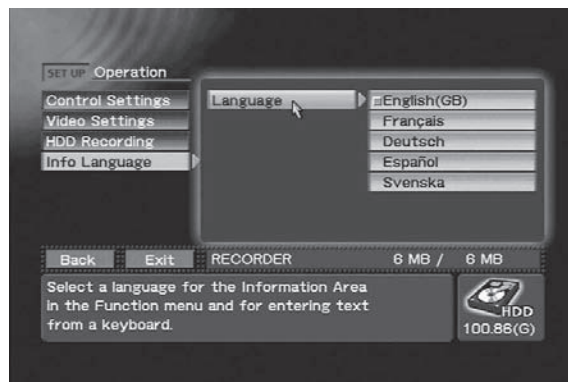 SET UP Operation
Control Settings
Video Settings
HDD Recording
Info Language
Language
English(GB)
Français
Deutsch
Español
Svenska
Back Exit RECORDER 6 MB / 6 MB
Select a language for the Information Area
in the Function menu and for entering text
from a keyboard.
HDD
100.86(G)